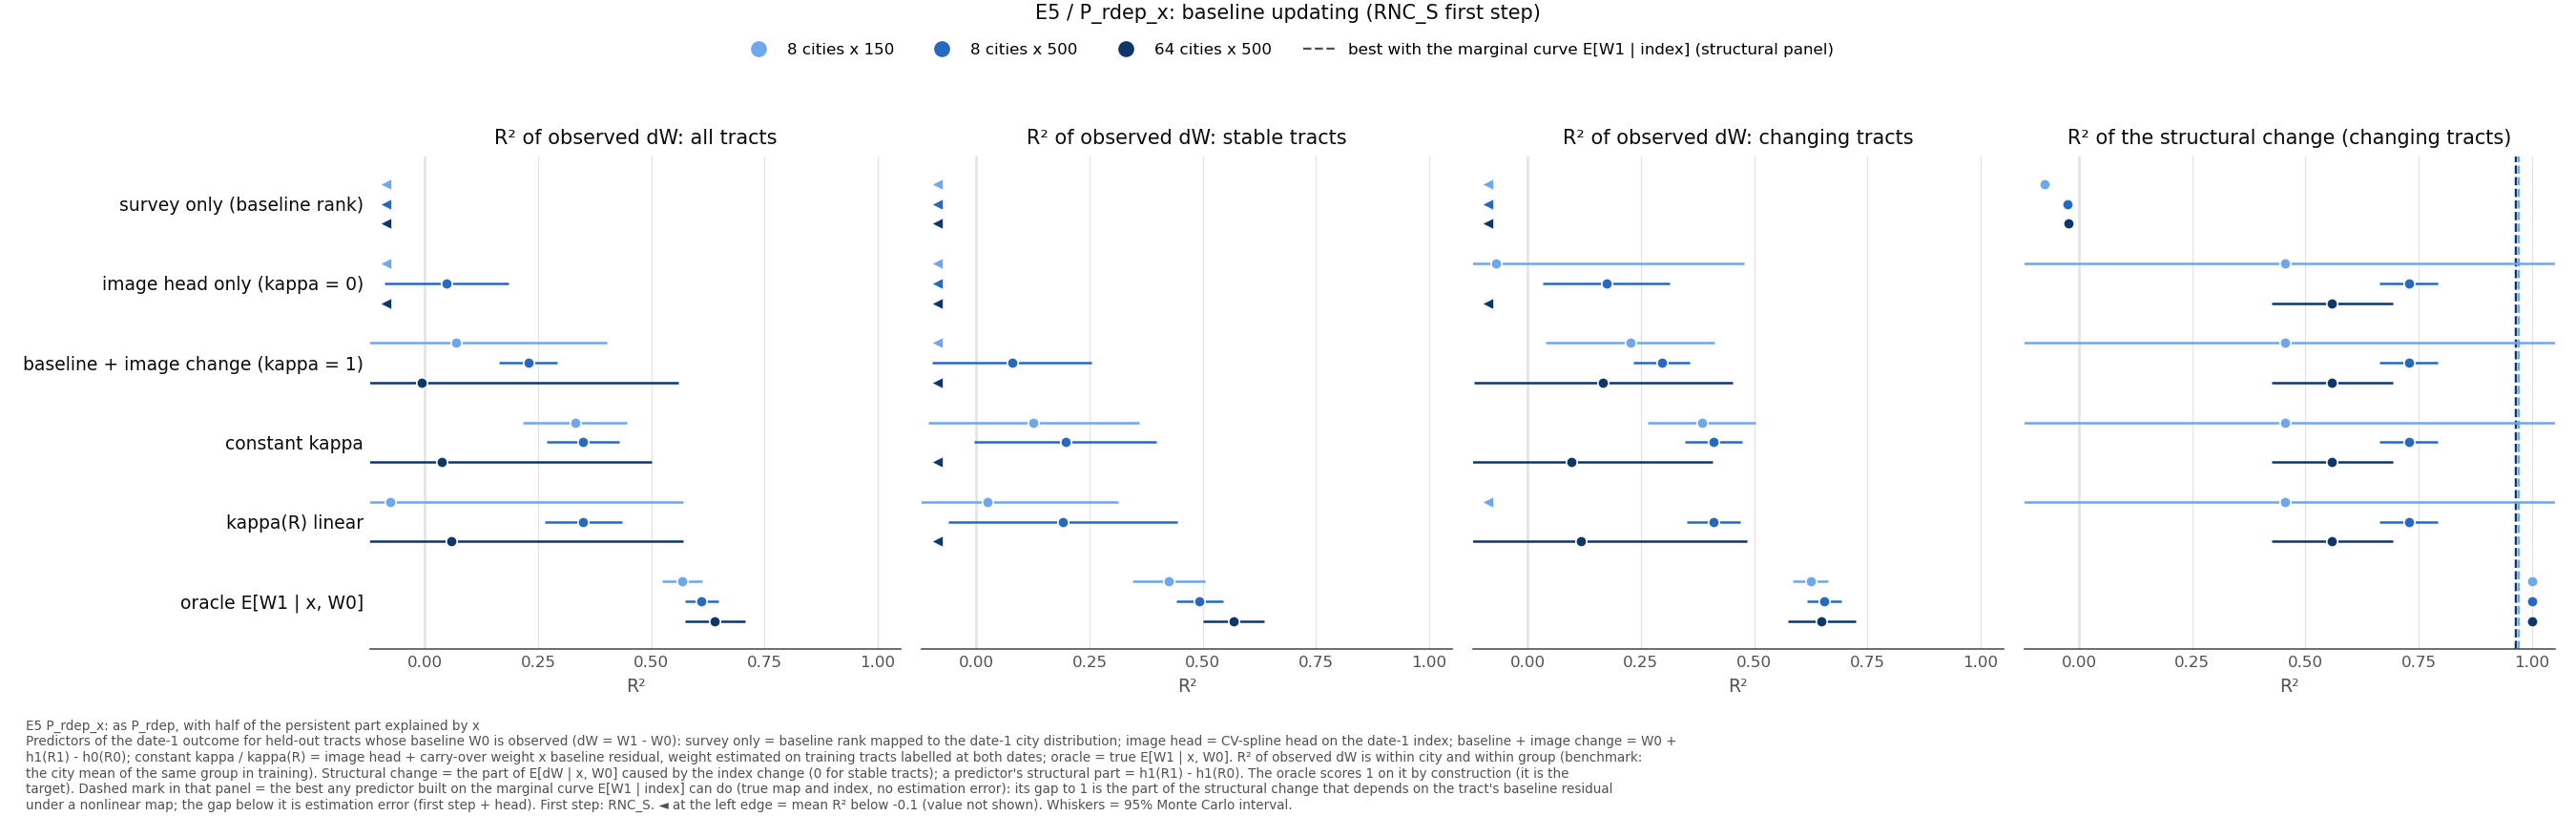 E5 / P_rdep_x: baseline updating (RNC_S first step)
8 cities x 150
8 cities x 500
64 cities x 500
best with the marginal curve E[W1 | index] (structural panel)
R² of observed dW: all tracts
R² of observed dW: stable tracts
R² of observed dW: changing tracts
R² of the structural change (changing tracts)
survey only (baseline rank)
image head only (kappa = 0)
baseline + image change (kappa = 1)
constant kappa
kappa(R) linear
oracle E[W1 | x, W0]
0.00 0.25 0.50 0.75 1.00
0.00 0.25 0.50 0.75 1.00
0.00 0.25 0.50 0.75 1.00
0.00 0.25 0.50 0.75 1.00
R²
R²
R²
R²
E5 P_rdep_x: as P_rdep, with half of the persistent part explained by x
Predictors of the date-1 outcome for held-out tracts whose baseline W0 is observed (dW = W1 - W0): survey only = baseline rank mapped to the date-1 city distribution; image head = CV-spline head on the date-1 index; baseline + image change = W0 +
h1(R1) - h0(R0); constant kappa / kappa(R) = image head + carry-over weight x baseline residual, weight estimated on training tracts labelled at both dates; oracle = true E[W1 | x, W0]. R² of observed dW is within city and within group (benchmark:
the city mean of the same group in training). Structural change = the part of E[dW | x, W0] caused by the index change (0 for stable tracts); a predictor's structural part = h1(R1) - h1(R0). The oracle scores 1 on it by construction (it is the
target). Dashed mark in that panel = the best any predictor built on the marginal curve E[W1 | index] can do (true map and index, no estimation error): its gap to 1 is the part of the structural change that depends on the tract's baseline residual
under a nonlinear map; the gap below it is estimation error (first step + head). First step: RNC_S. ◄ at the left edge = mean R² below -0.1 (value not shown). Whiskers = 95% Monte Carlo interval.